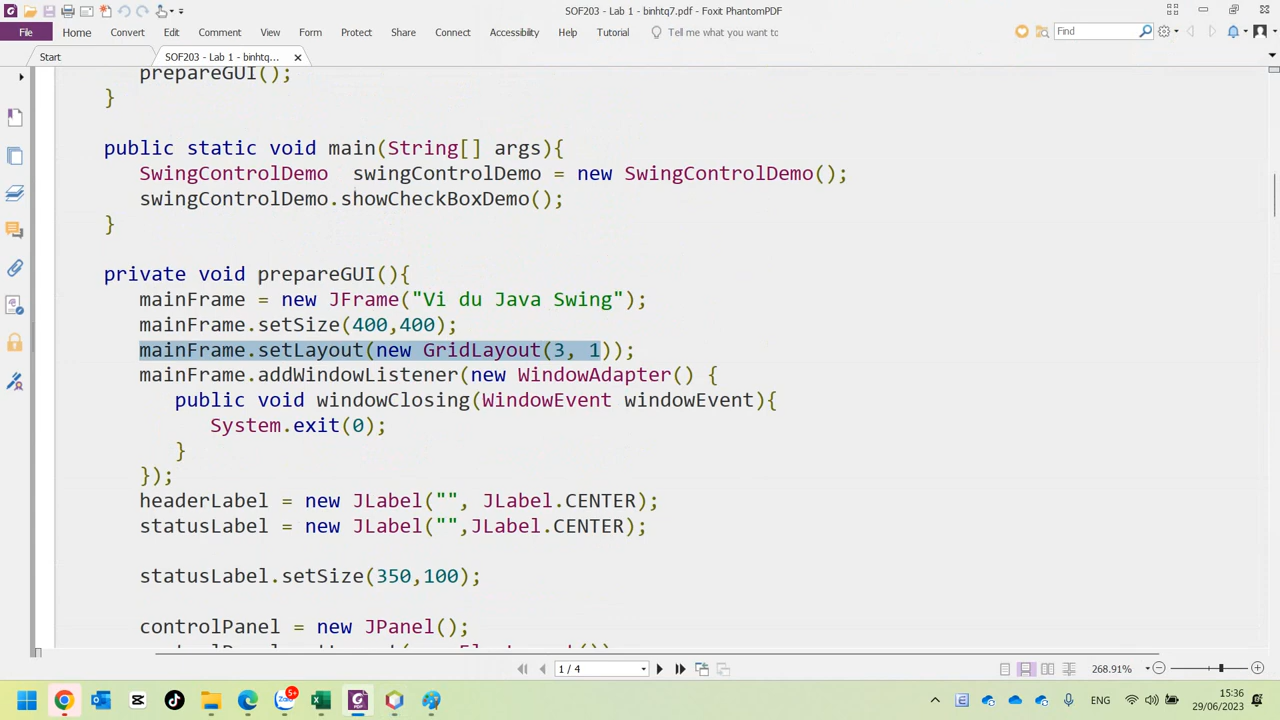 SOF203 - Lab 1 - binhtq7.pdf - Foxit PhantomPDF
File Home Convert Edit Comment View Form Protect Share Connect Accessibility Help Tutorial Tell me what you want to Find
Start SOF203 - Lab 1 - binhtq...
prepareGUI();
}
public static void main(String[] args){
SwingControlDemo swingControlDemo = new SwingControlDemo();
swingControlDemo.showCheckBoxDemo();
}
private void prepareGUI(){
mainFrame = new JFrame("Vi du Java Swing");
mainFrame.setSize(400,400);
mainFrame.setLayout(new GridLayout(3, 1));
mainFrame.addWindowListener(new WindowAdapter() {
public void windowClosing(WindowEvent windowEvent){
System.exit(0);
}
});
headerLabel = new JLabel("", JLabel.CENTER);
statusLabel = new JLabel("",JLabel.CENTER);
statusLabel.setSize(350,100);
controlPanel = new JPanel();
1 / 4 268.91%
5+ ENG 15:36
29/06/2023